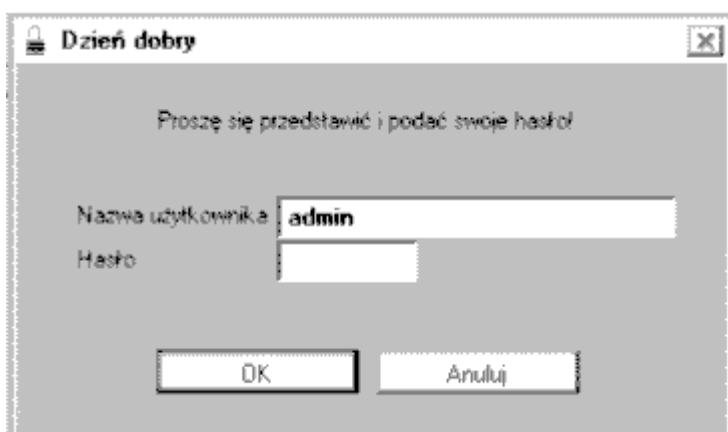 Dzień dobry
Proszę się przedstawić i podać swoje hasło!
Nazwa użytkownika admin
Hasło
OK Anuluj